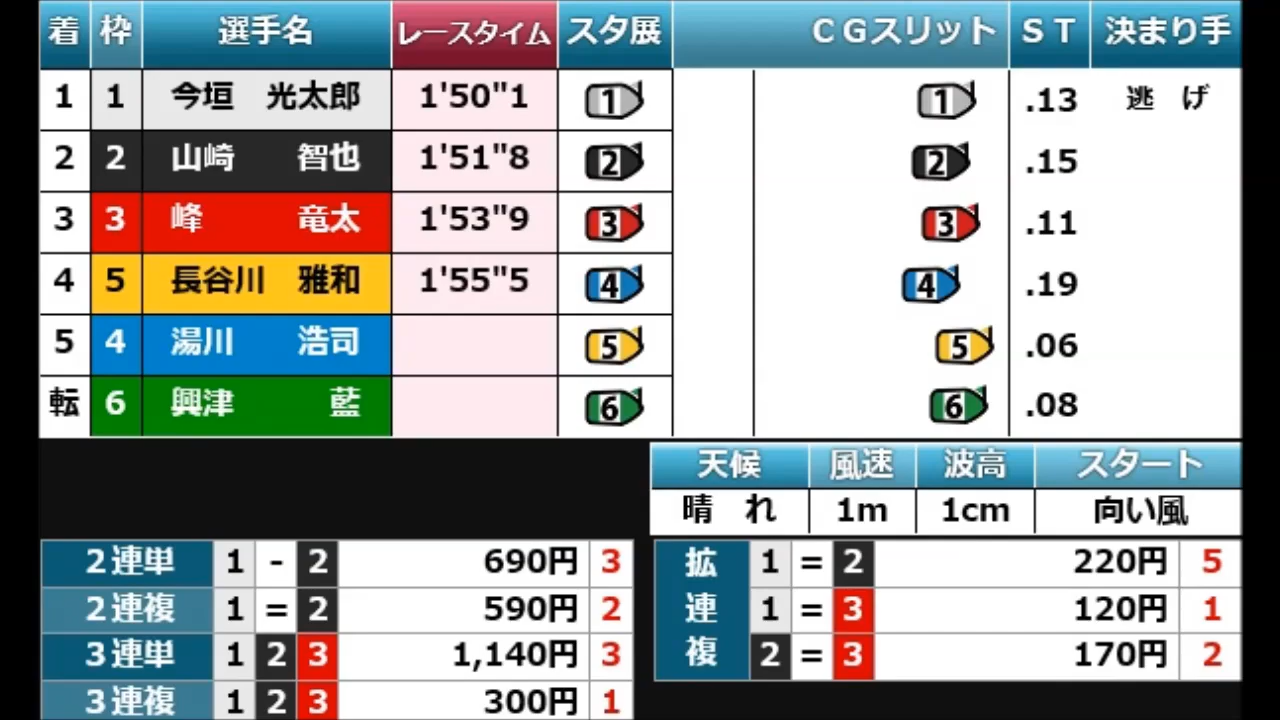 着 枠 選手名 レースタイム スタ展 CGスリット ST 決まり手
1 1 今垣 光太郎 1'50"1 1 1 .13 逃げ
2 2 山崎 智也 1'51"8 2 2 .15
3 3 峰 竜太 1'53"9 3 3 .11
4 5 長谷川 雅和 1'55"5 4 4 .19
5 4 湯川 浩司 5 5 .06
転 6 興津 藍 6 6 .08
天候 風速 波高 スタート
晴れ 1m 1cm 向い風
2連単 1 - 2 690円 3
2連複 1 = 2 590円 2
3連単 1 2 3 1,140円 3
3連複 1 2 3 300円 1
拡 1 = 2 220円 5
連 1 = 3 120円 1
複 2 = 3 170円 2